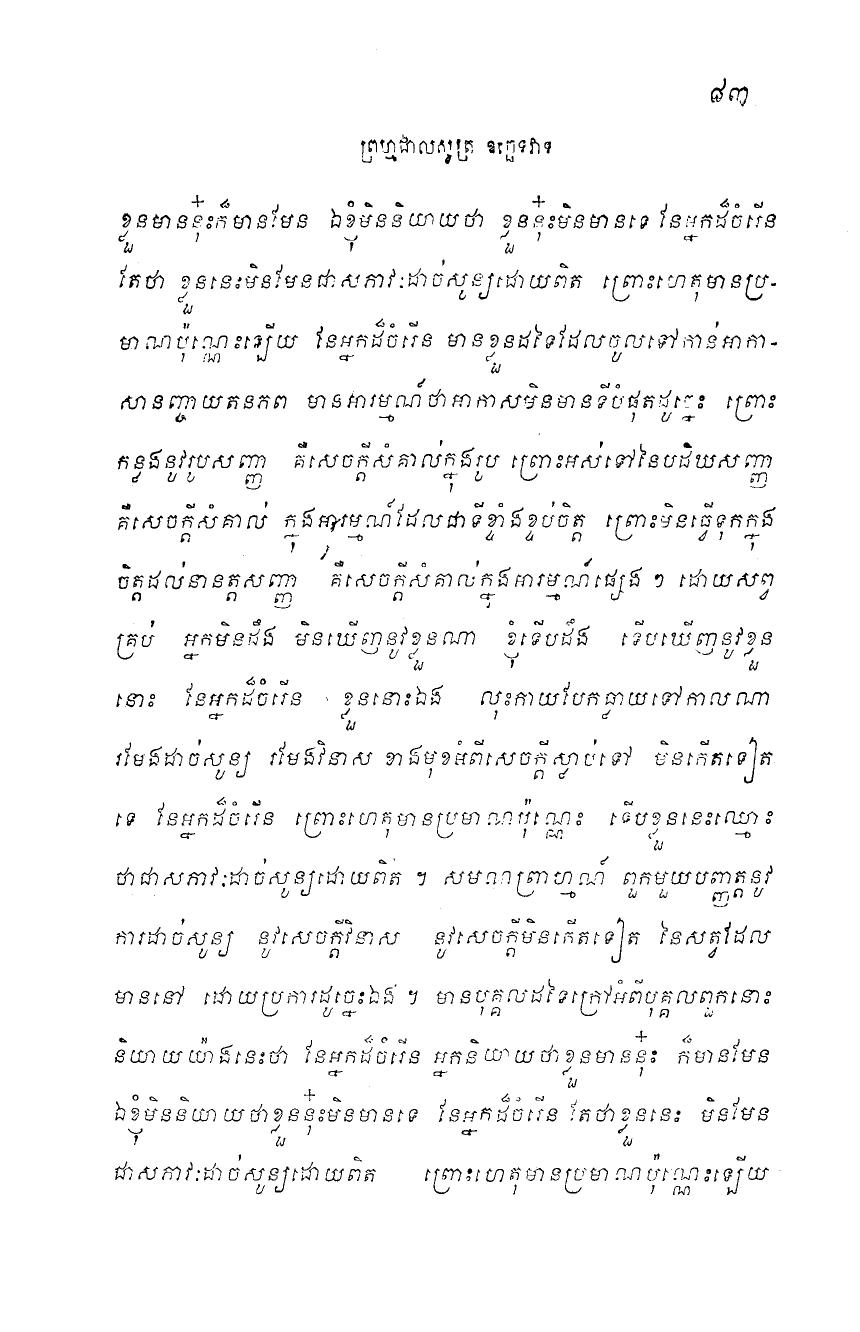 ៨៣
ព្រហ្មជាលសូត្រ ឧច្ឆេទវាទ
ខ្លួនមាននុ៎ះក៏មានមែន ឯខ្ញុំមិននិយាយថា ខ្លួននុ៎ះមិនមានទេ នែអ្នកដ៏ចំរើន
តែថា ខ្លួននេះមិនមែនជាសភាវៈដាច់សូន្យដោយពិត ព្រោះហេតុមានប្រ-
មាណប៉ុណ្ណេះឡើយ នែអ្នកដ៏ចំរើន មានខ្លួនដទៃដែលចូលទៅកាន់អាកា-
សានញ្ចាយតនភព មានអារម្មណ៍ថាអាកាសមិនមានទីបំផុតដូច្នេះ ព្រោះ
កន្លងនូវរូបសញ្ញា គឺសេចក្តីសំគាល់ក្នុងរូប ព្រោះអស់ទៅនៃបដិឃសញ្ញា
គឺសេចក្តីសំគាល់ ក្នុងអារម្មណ៍ដែលជាទីខ្ទាំងខ្ទប់ចិត្ត ព្រោះមិនធ្វើទុកក្នុង
ចិត្តដល់នានត្តសញ្ញា គឺសេចក្តីសំគាល់ក្នុងអារម្មណ៍ផ្សេង ៗ ដោយសព្វ
គ្រប់ អ្នកមិនដឹង មិនឃើញនូវខ្លួនណា ខ្ញុំទើបដឹង ទើបឃើញនូវខ្លួន
នោះ នែអ្នកដ៏ចំរើន ខ្លួននោះឯង លុះកាយបែកធ្លាយទៅកាលណា
រមែងដាច់សូន្យ រមែងវិនាស ខាងមុខអំពីសេចក្តីស្លាប់ទៅ មិនកើតទៀត
ទេ នែអ្នកដ៏ចំរើន ព្រោះហេតុមានប្រមាណប៉ុណ្ណេះ ទើបខ្លួននេះឈ្មោះ
ថាជាសភាវៈដាច់សូន្យដោយពិត ។ សមណព្រាហ្មណ៍ ពួកមួយបញ្ញត្តនូវ
ការដាច់សូន្យ នូវសេចក្តីវិនាស នូវសេចក្តីមិនកើតទៀត នៃសត្វដែល
មាននៅ ដោយប្រការដូច្នេះឯង ។ មានបុគ្គលដទៃក្រៅអំពីបុគ្គលពួកនោះ
និយាយយ៉ាងនេះថា នែអ្នកដ៏ចំរើន អ្នកនិយាយថាខ្លួនមាននុ៎ះ ក៏មានមែន
ឯខ្ញុំមិននិយាយថាខ្លួននុ៎ះមិនមានទេ នែអ្នកដ៏ចំរើន តែថាខ្លួននេះ មិនមែន
ជាសភាវៈដាច់សូន្យដោយពិត ព្រោះហេតុមានប្រមាណប៉ុណ្ណេះឡើយ